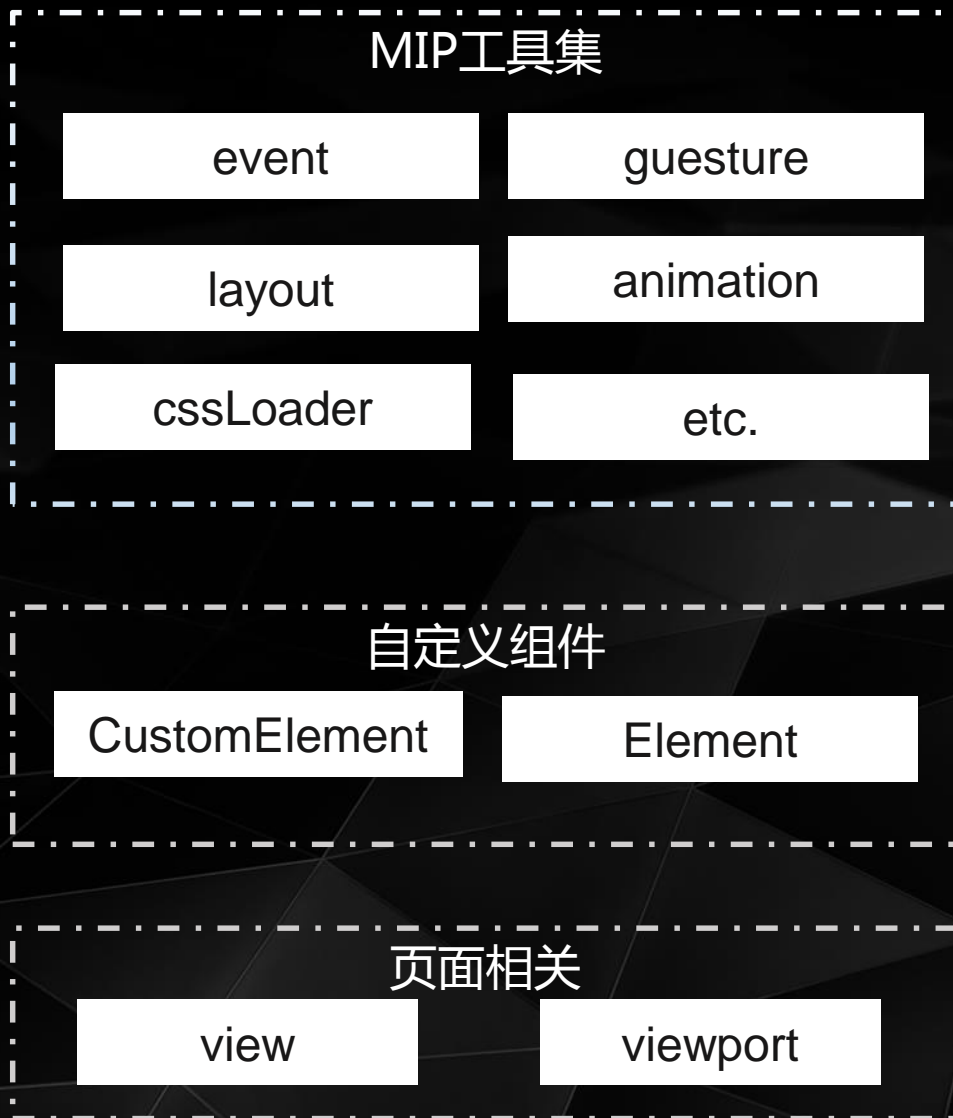 MIP工具集
event
guesture
layout
animation
cssLoader
etc.
自定义组件
CustomElement
Element
页面相关
view
viewport